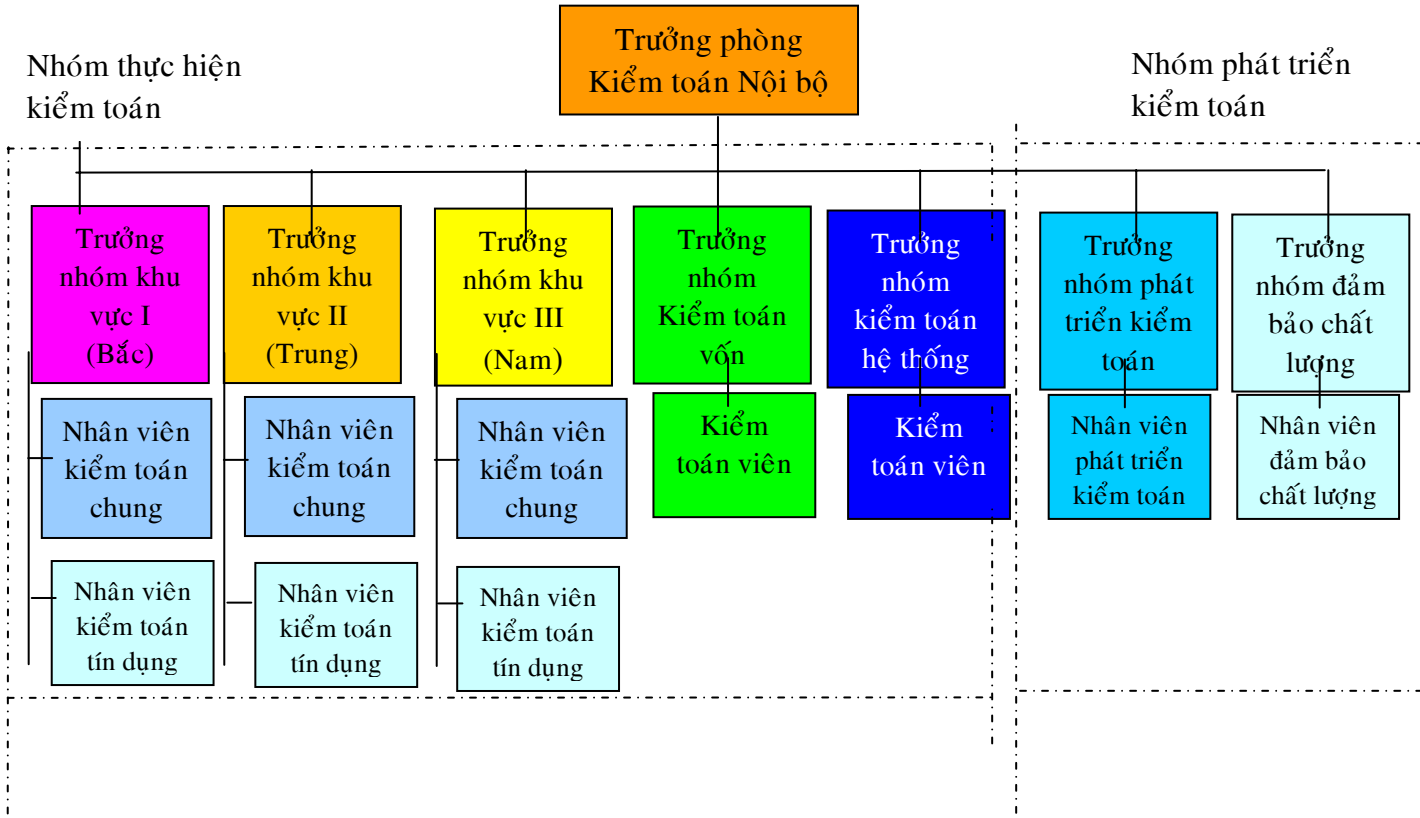 Trưởng phòng
Kiểm toán Nội bộ
Nhóm thực hiện
kiểm toán
Nhóm phát triển
kiểm toán
Trưởng
nhóm khu
vực I
(Bắc)
Trưởng
nhóm khu
vực II
(Trung)
Trưởng
nhóm khu
vực III
(Nam)
Trưởng
nhóm
Kiểm toán
vốn
Trưởng
nhóm
kiểm toán
hệ thống
Trưởng
nhóm phát
triển kiểm
toán
Trưởng
nhóm đảm
bảo chất
lượng
Nhân viên
kiểm toán
chung
Nhân viên
kiểm toán
chung
Nhân viên
kiểm toán
chung
Kiểm
toán viên
Kiểm
toán viên
Nhân viên
phát triển
kiểm toán
Nhân viên
đảm bảo
chất lượng
Nhân viên
kiểm toán
tín dụng
Nhân viên
kiểm toán
tín dụng
Nhân viên
kiểm toán
tín dụng